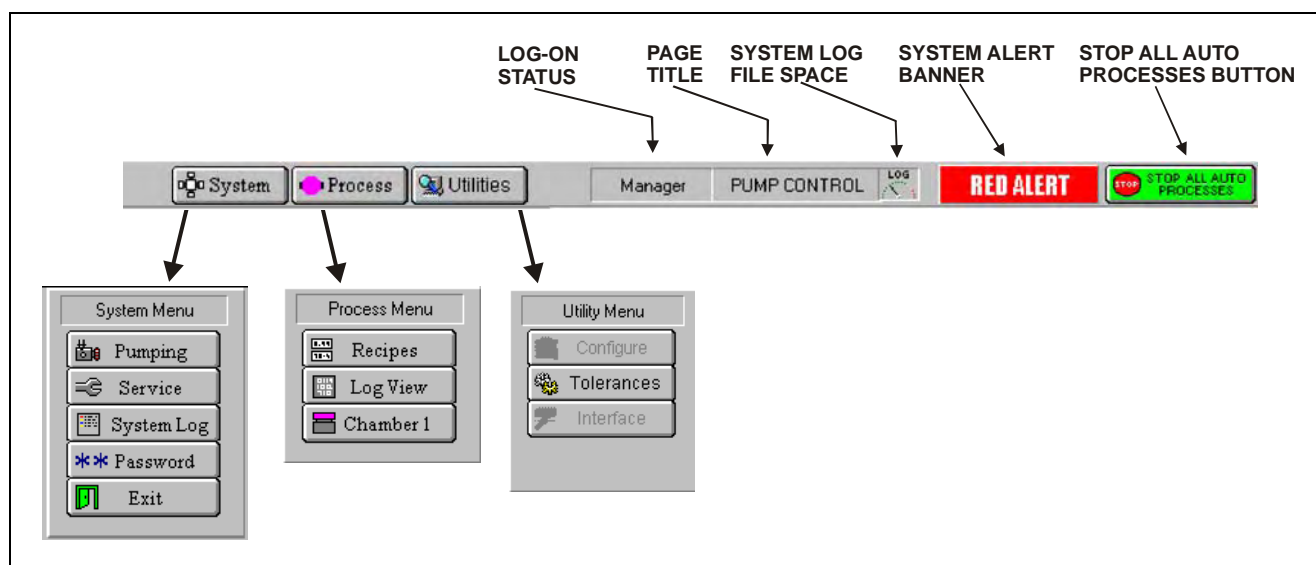 LOG-ON STATUS
PAGE TITLE
SYSTEM LOG FILE SPACE
SYSTEM ALERT BANNER
STOP ALL AUTO PROCESSES BUTTON
System
Process
Utilities
Manager
PUMP CONTROL
LOG
RED ALERT
STOP
STOP ALL AUTO
PROCESSES
System Menu
Pumping
Service
System Log
** Password
Exit
Process Menu
Recipes
Log View
Chamber 1
Utility Menu
Configure
Tolerances
Interface